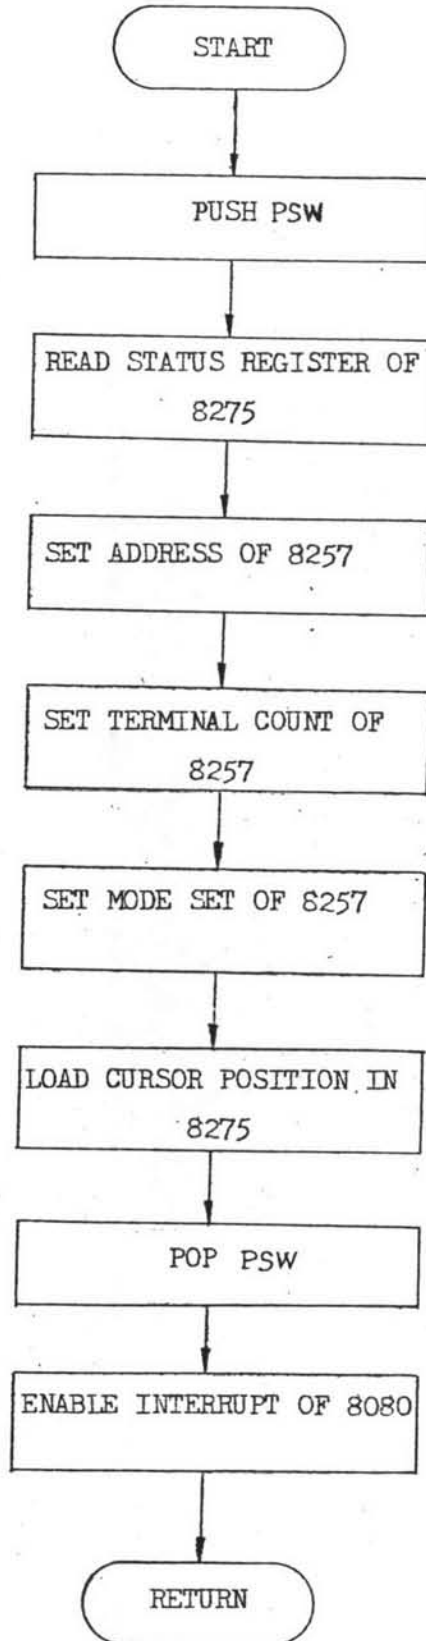 START
PUSH PSW
READ STATUS REGISTER OF
8275
SET ADDRESS OF 8257
SET TERMINAL COUNT OF
8257
SET MODE SET OF 8257
LOAD CURSOR POSITION IN
8275
POP PSW
ENABLE INTERRUPT OF 8080
RETURN